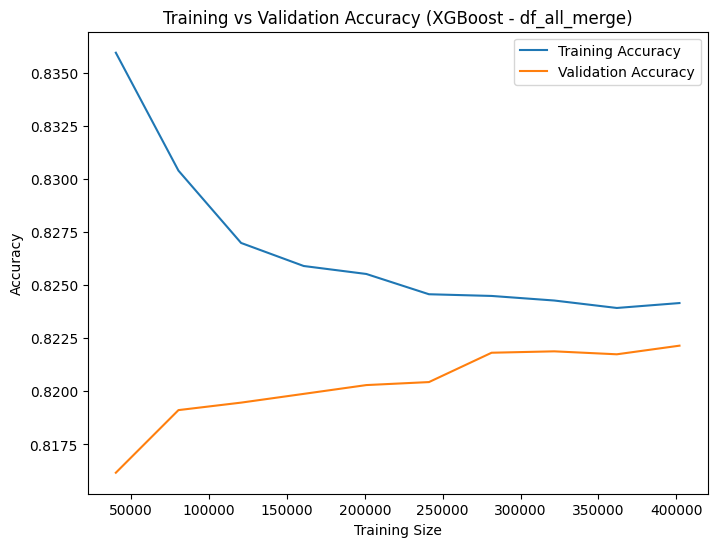 Training vs Validation Accuracy (XGBoost - df_all_merge)
Training Accuracy
Validation Accuracy
0.8350
0.8325
0.8300
0.8275
0.8250
0.8225
0.8200
0.8175
Accuracy
50000 100000 150000 200000 250000 300000 350000 400000
Training Size